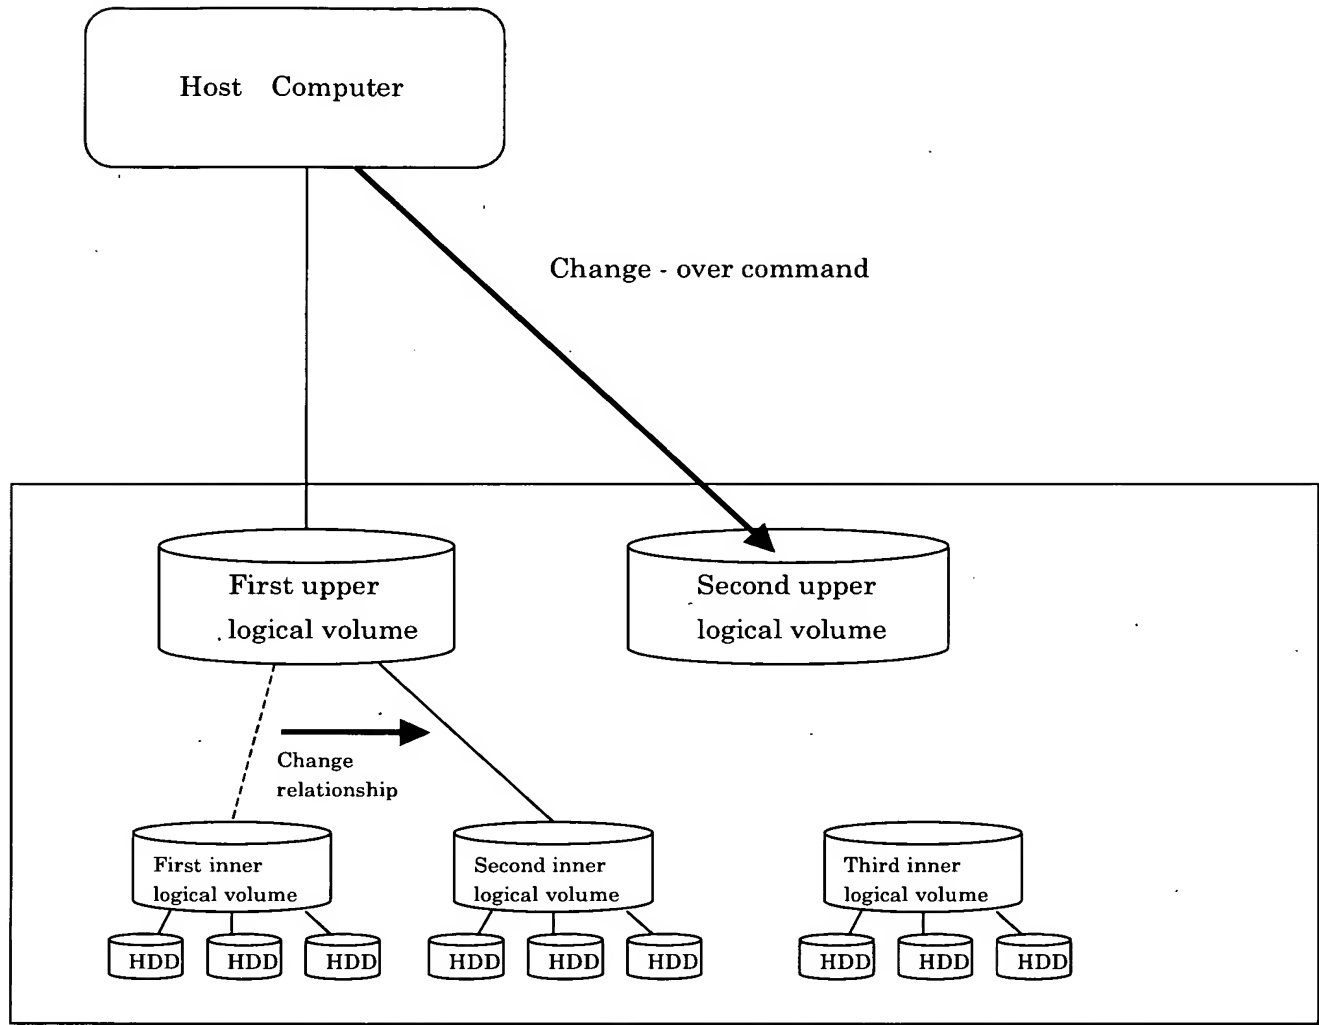 Host Computer
Change - over command
First upper
logical volume
Second upper
logical volume
Change
relationship
First inner
logical volume
Second inner
logical volume
Third inner
logical volume
HDD
HDD
HDD
HDD
HDD
HDD
HDD
HDD
HDD